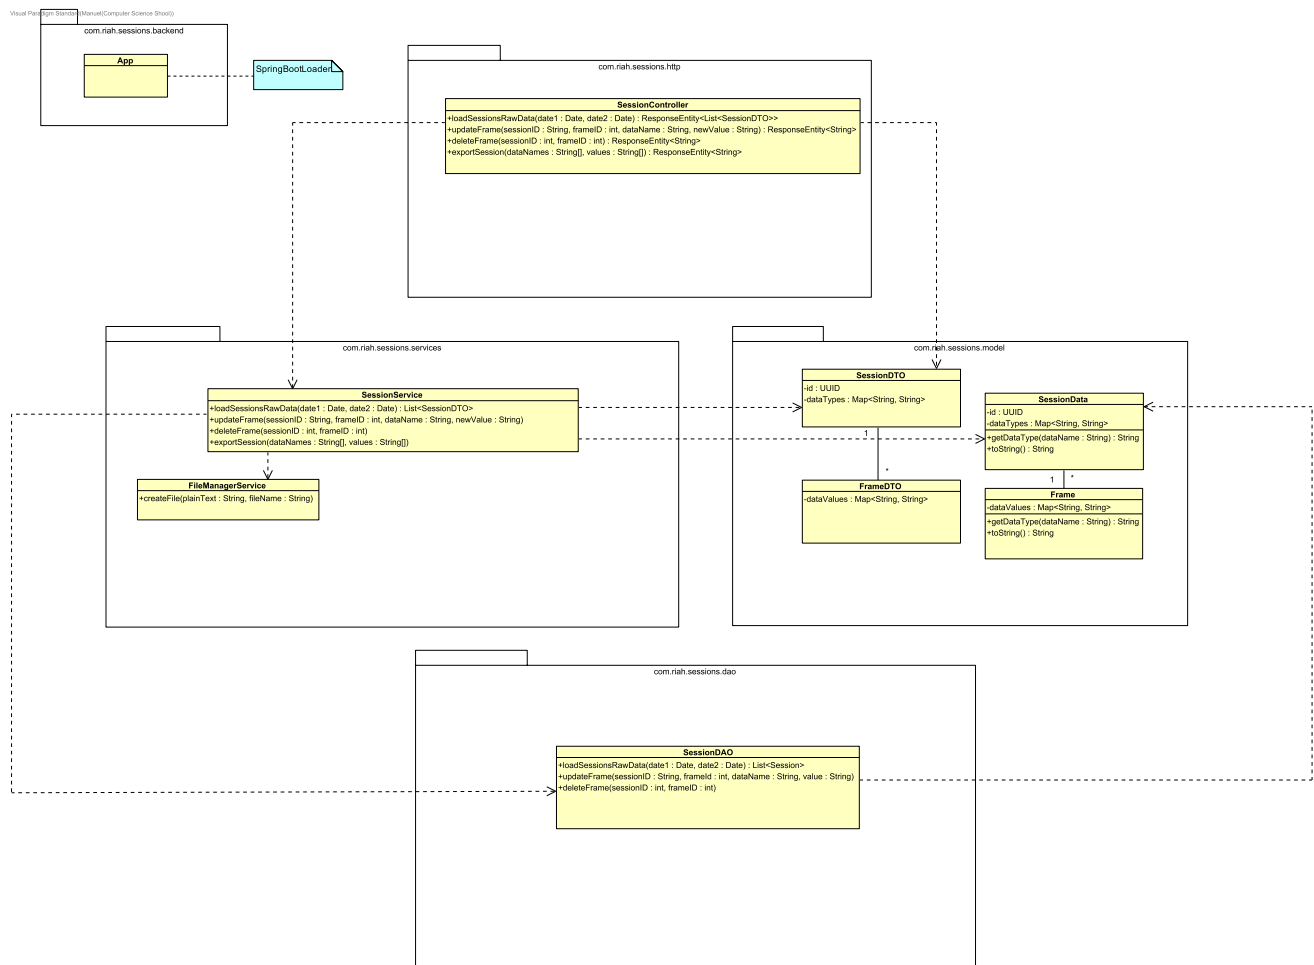 Visual Paradigm Standard(Manuel(Computer Science Shool))
com.riah.sessions.backend
App
SpringBootLoader
com.riah.sessions.http
SessionController
+loadSessionsRawData(date1 : Date, date2 : Date) : ResponseEntity<List<SessionDTO>>
+updateFrame(sessionID : String, frameID : int, dataName : String, newValue : String) : ResponseEntity<String>
+deleteFrame(sessionID : int, frameID : int) : ResponseEntity<String>
+exportSession(dataNames : String[], values : String[]) : ResponseEntity<String>
com.riah.sessions.services
SessionService
+loadSessionsRawData(date1 : Date, date2 : Date) : List<SessionDTO>
+updateFrame(sessionID : String, frameID : int, dataName : String, newValue : String)
+deleteFrame(sessionID : int, frameID : int)
+exportSession(dataNames : String[], values : String[])
FileManagerService
+createFile(plainText : String, fileName : String)
com.riah.sessions.model
SessionDTO
-id : UUID
-dataTypes : Map<String, String>
1
*
FrameDTO
-dataValues : Map<String, String>
SessionData
-id : UUID
-dataTypes : Map<String, String>
+getDataType(dataName : String) : String
+toString() : String
1
*
Frame
-dataValues : Map<String, String>
+getDataType(dataName : String) : String
+toString() : String
com.riah.sessions.dao
SessionDAO
+loadSessionsRawData(date1 : Date, date2 : Date) : List<Session>
+updateFrame(sessionID : String, frameId : int, dataName : String, value : String)
+deleteFrame(sessionID : int, frameID : int)